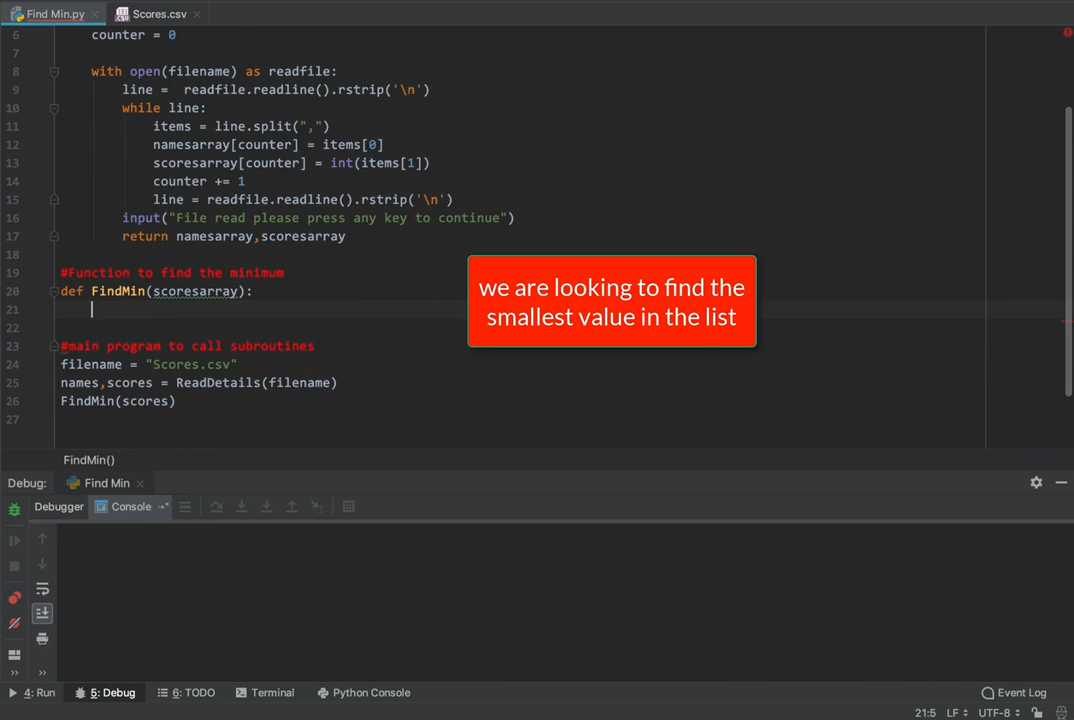 Find Min.py
Scores.csv
6 counter = 0
7
8 with open(filename) as readfile:
9 line =  readfile.readline().rstrip('\n')
10 while line:
11 items = line.split(",")
12 namesarray[counter] = items[0]
13 scoresarray[counter] = int(items[1])
14 counter += 1
15 line = readfile.readline().rstrip('\n')
16 input("File read please press any key to continue")
17 return namesarray,scoresarray
18
19 #Function to find the minimum
20 def FindMin(scoresarray):
21
22
23 #main program to call subroutines
24 filename = "Scores.csv"
25 names,scores = ReadDetails(filename)
26 FindMin(scores)
27
we are looking to find the
smallest value in the list
FindMin()
Debug: Find Min
Debugger Console
4: Run 5: Debug 6: TODO Terminal Python Console Event Log
21:5 LF UTF-8